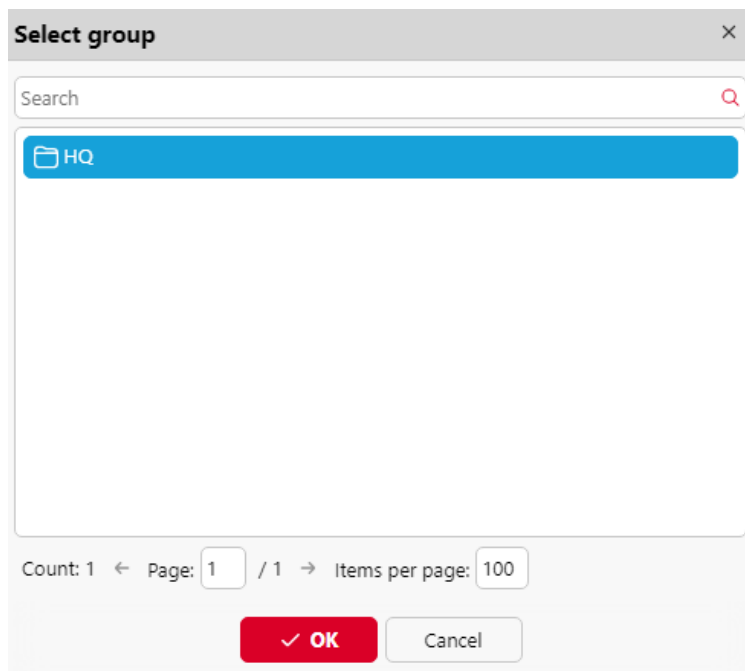 Select group
Search
HQ
Count: 1 Page: 1 / 1 Items per page: 100
OK Cancel